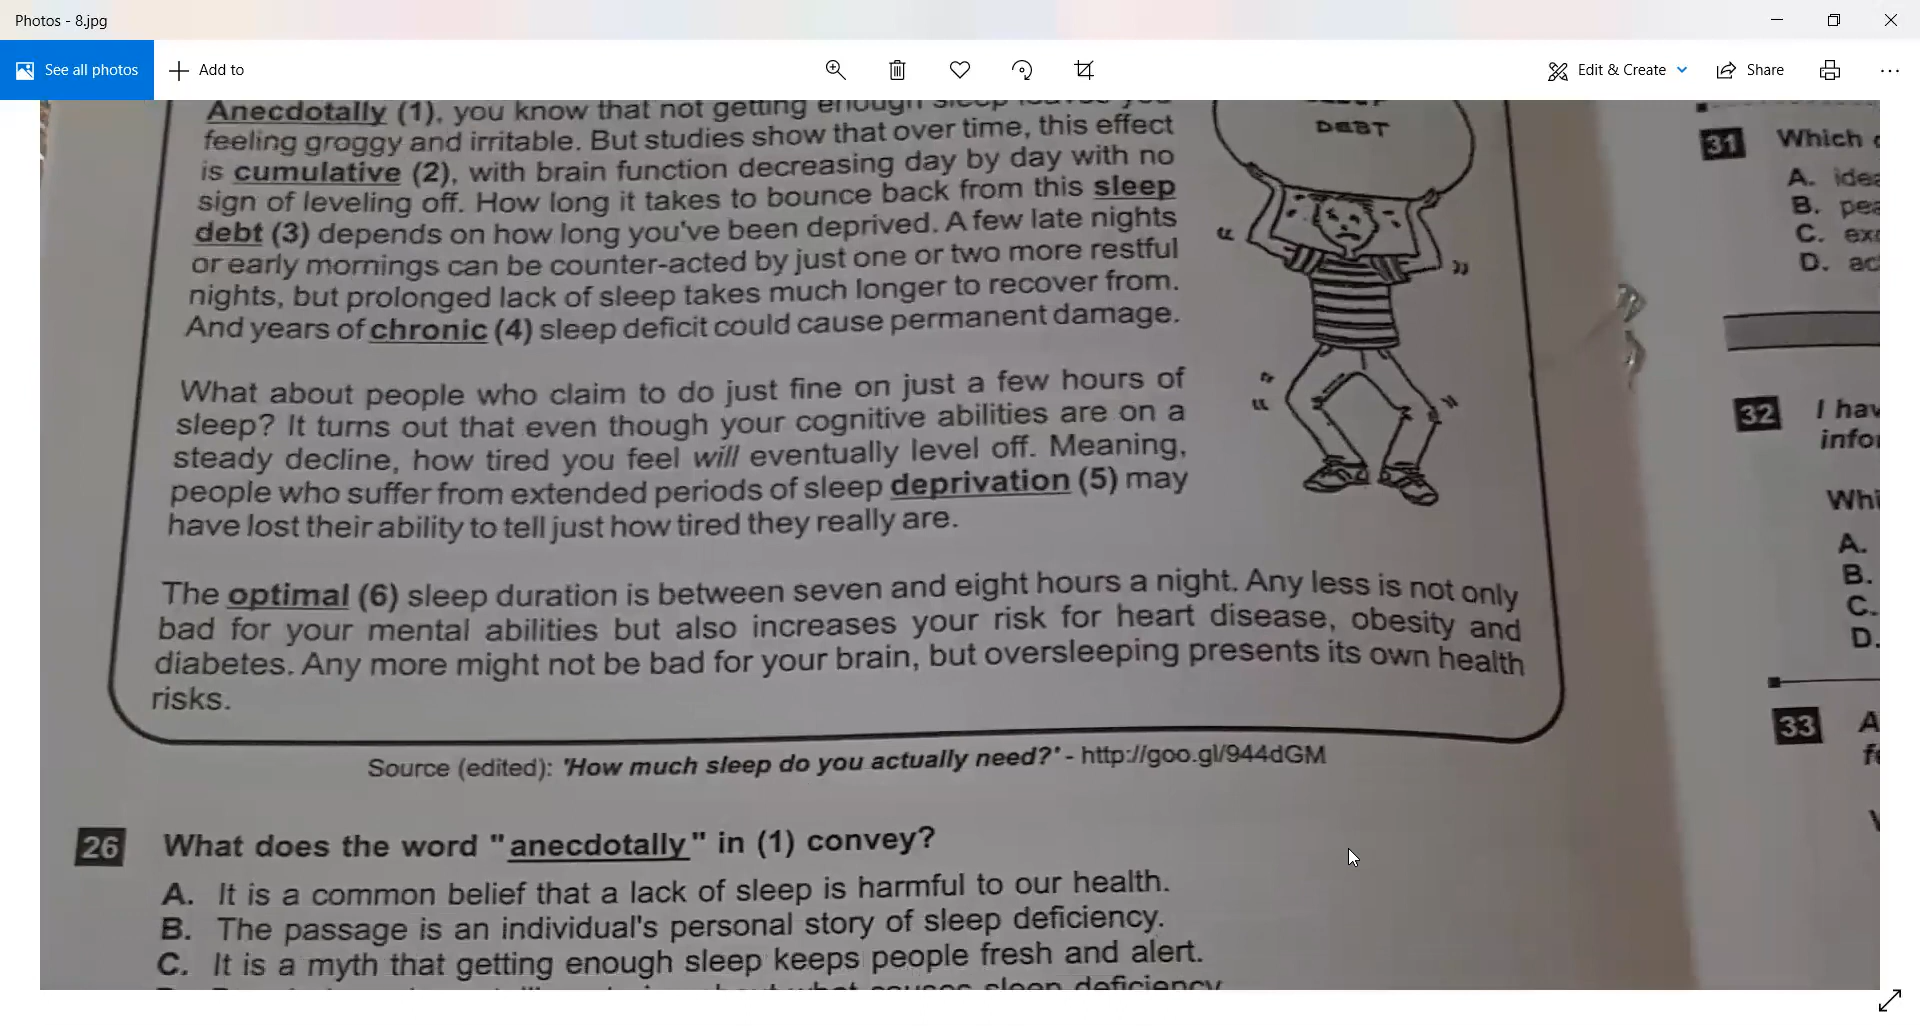 Photos - 8.jpg
See all photos
Add to
Edit & Create
Share
Anecdotally (1), you know that not getting enough sleep leaves you
feeling groggy and irritable. But studies show that over time, this effect
is cumulative (2), with brain function decreasing day by day with no
sign of leveling off. How long it takes to bounce back from this sleep
debt (3) depends on how long you've been deprived. A few late nights
or early mornings can be counter-acted by just one or two more restful
nights, but prolonged lack of sleep takes much longer to recover from.
And years of chronic (4) sleep deficit could cause permanent damage.
DEBT
What about people who claim to do just fine on just a few hours of
sleep? It turns out that even though your cognitive abilities are on a
steady decline, how tired you feel will eventually level off. Meaning,
people who suffer from extended periods of sleep deprivation (5) may
have lost their ability to tell just how tired they really are.
The optimal (6) sleep duration is between seven and eight hours a night. Any less is not only
bad for your mental abilities but also increases your risk for heart disease, obesity and
diabetes. Any more might not be bad for your brain, but oversleeping presents its own health
risks.
Source (edited): 'How much sleep do you actually need?' - http://goo.gl/944dGM
26 What does the word "anecdotally" in (1) convey?
A. It is a common belief that a lack of sleep is harmful to our health.
B. The passage is an individual's personal story of sleep deficiency.
C. It is a myth that getting enough sleep keeps people fresh and alert.
about what causes sleep deficiency
31 Which
A.
B.
C.
D.
32 I
A.
B.
C.
D.
33